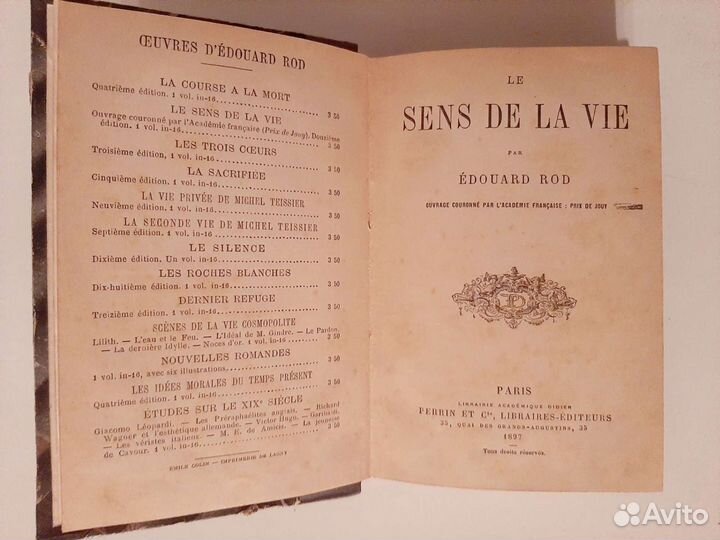 ŒUVRES D'ÉDOUARD ROD
LA COURSE A LA MORT
Quatrième édition. 1 vol. in-16 3 50
LE SENS DE LA VIE
Ouvrage couronné par l'Académie française (Prix de Jouy). Douzième
édition. 1 vol. in-16 3 50
LES TROIS CŒURS
Troisième édition, 1 vol. in-16 3 50
LA SACRIFIÉE
Cinquième édition. 1 vol. in-16 3 50
LA VIE PRIVÉE DE MICHEL TEISSIER
Neuvième édition. 1 vol. in-16 3 50
LA SECONDE VIE DE MICHEL TEISSIER
Septième édition. 1 vol. in-16 3 50
LE SILENCE
Dixième édition. Un vol. in-16 3 50
LES ROCHES BLANCHES
Dix-huitième édition. 1 vol. in-16 3 50
DERNIER REFUGE
Treizième édition. 1 vol. in-16 3 50
SCÈNES DE LA VIE COSMOPOLITE
Lilith. — L'eau et le Feu. — L'Idéal de M. Gindre. — Le Pardon.
— La dernière Idylle. — Noces d'or. 1 vol. in-16 3 50
NOUVELLES ROMANDES
1 vol. in-16, avec six illustrations 3 50
LES IDÉES MORALES DU TEMPS PRÉSENT
Quatrième édition. 1 vol. in-16 3 50
ÉTUDES SUR LE XIXe SIÈCLE
Giacomo Léopardi. — Les Préraphaélites anglais. — Richard
Wagner et l'esthétique allemande. — Victor Hugo. — Garibaldi.
— Les véristes italiens. — M. E. de Amicis. — La jeunesse
de Cavour. 1 vol. in-16 3 50
EMILE COLIN — IMPRIMERIE DE LAGNY
LE
SENS DE LA VIE
PAR
ÉDOUARD ROD
OUVRAGE COURONNÉ PAR L'ACADÉMIE FRANÇAISE : PRIX DE JOUY
PARIS
LIBRAIRIE ACADÉMIQUE DIDIER
PERRIN ET Cie, LIBRAIRES-ÉDITEURS
35, QUAI DES GRANDS-AUGUSTINS, 35
1897
Tous droits réservés.
Avito